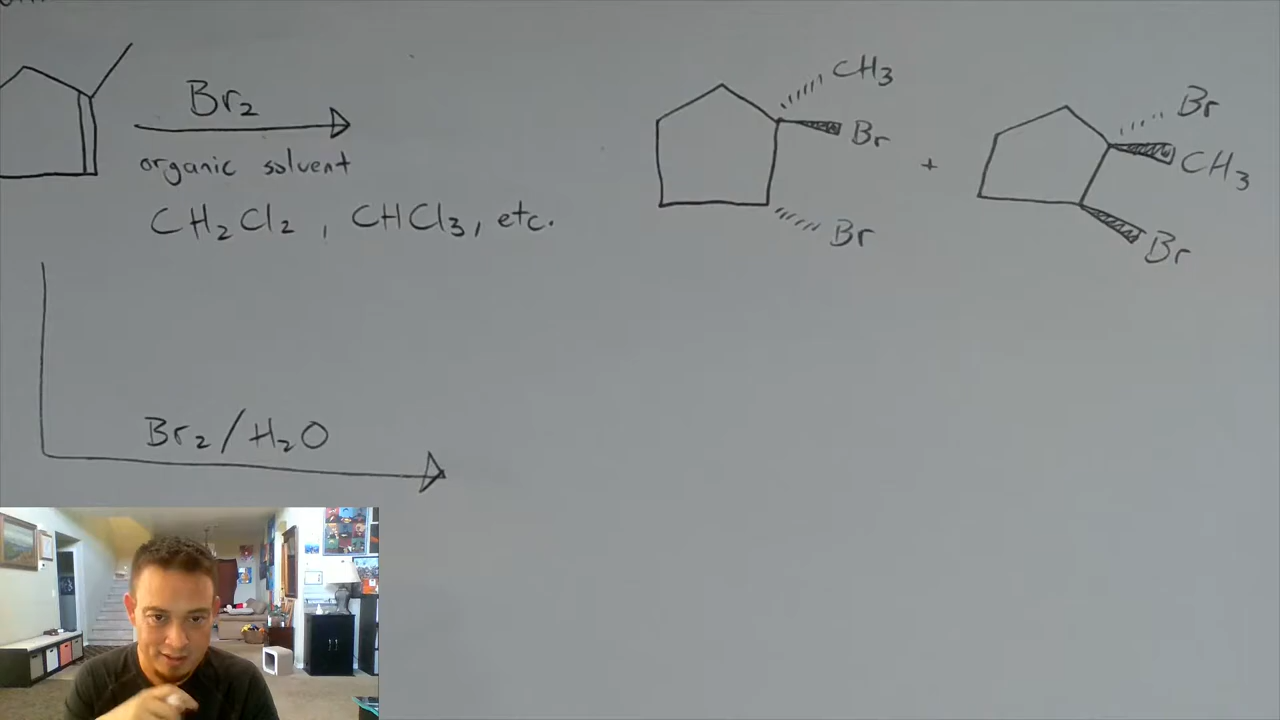 Br₂
organic solvent
CH₂Cl₂, CHCl₃, etc.
CH₃
Br
Br
+
Br
CH₃
Br
Br₂/H₂O